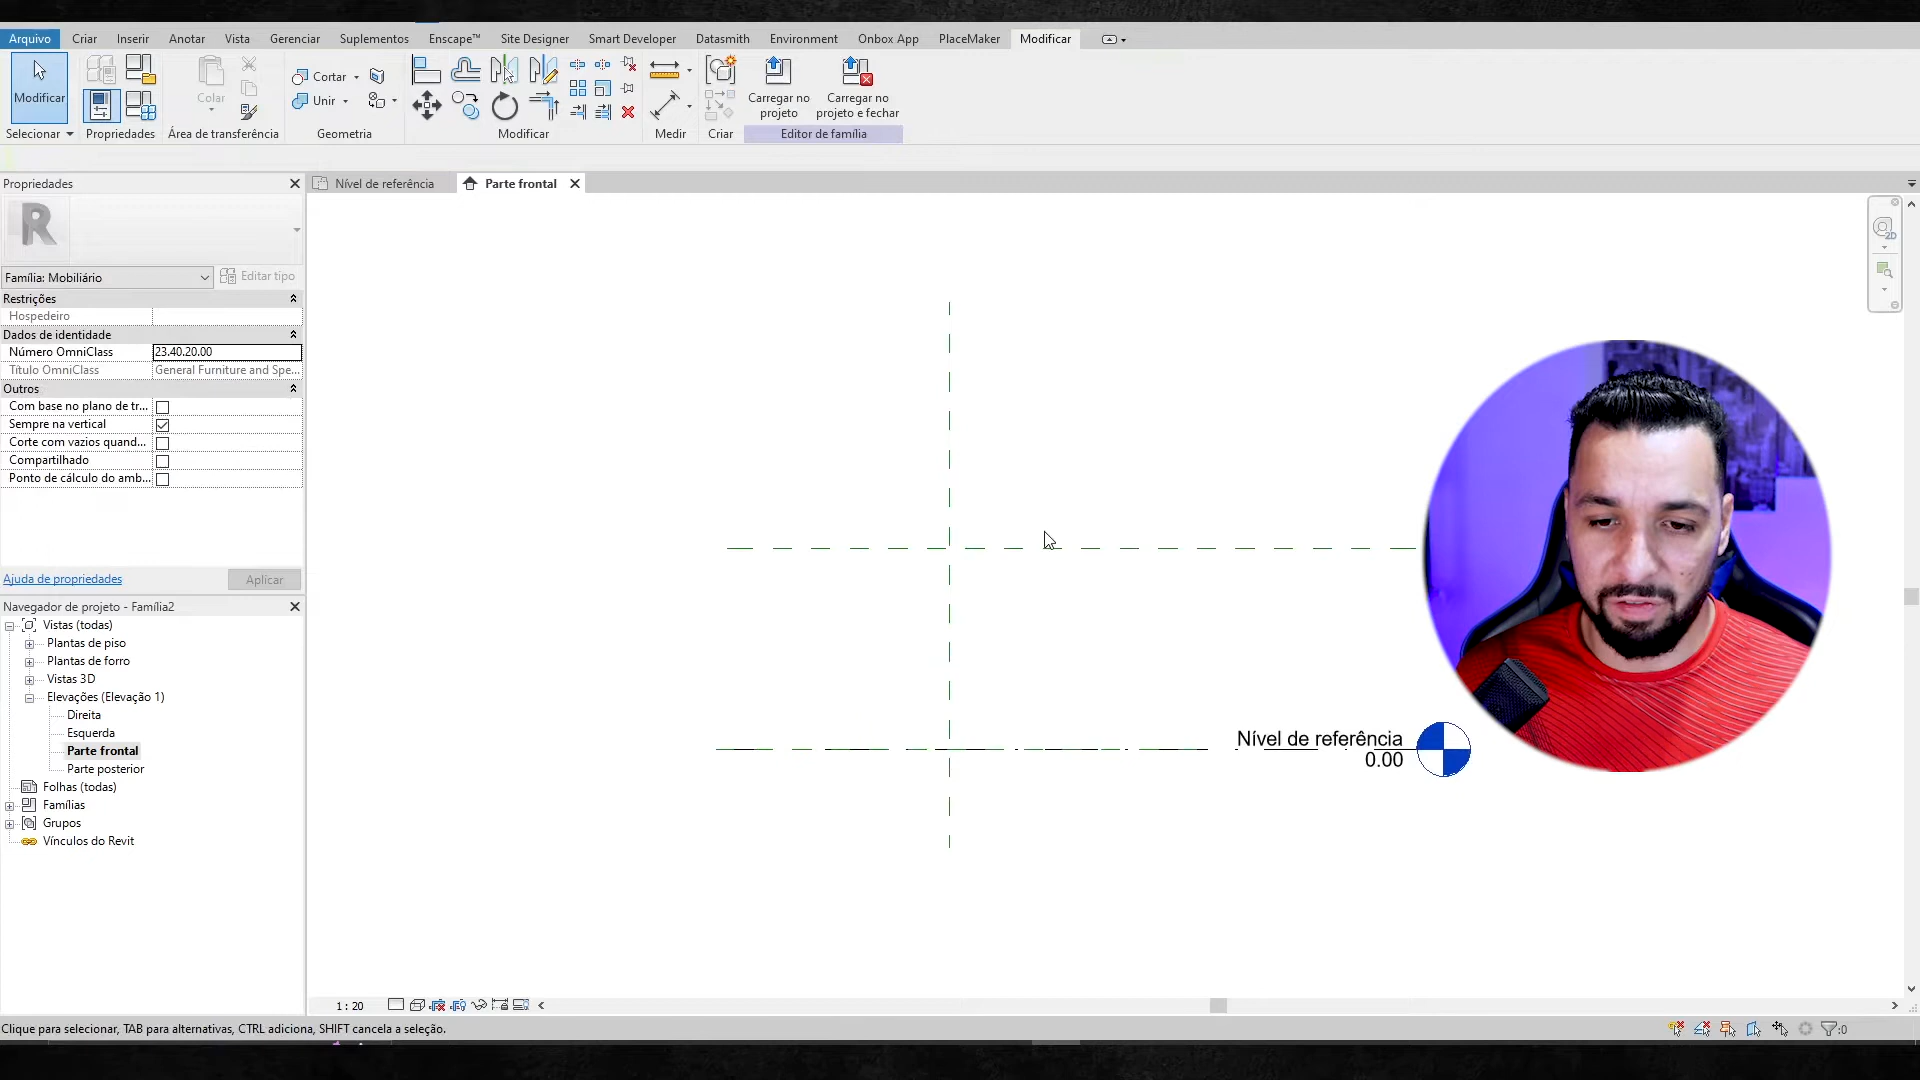 Arquivo Criar Inserir Anotar Vista Gerenciar Suplementos Enscape™ Site Designer Smart Developer Datasmith Environment Onbox App PlaceMaker Modificar
Modificar
Colar
Cortar
Unir
Carregar no projeto
Carregar no projeto e fechar
Selecionar Propriedades Área de transferência Geometria Modificar Medir Criar Editor de família
Propriedades
Nível de referência
Parte frontal
R
Família: Mobiliário
Editar tipo
Restrições
Hospedeiro
Dados de identidade
Número OmniClass 23.40.20.00
Título OmniClass General Furniture and Spe...
Outros
Com base no plano de tr...
Sempre na vertical
Corte com vazios quand...
Compartilhado
Ponto de cálculo do amb...
Ajuda de propriedades
Aplicar
Navegador de projeto - Família2
Vistas (todas)
Plantas de piso
Plantas de forro
Vistas 3D
Elevações (Elevação 1)
Direita
Esquerda
Parte frontal
Parte posterior
Folhas (todas)
Famílias
Grupos
Vínculos do Revit
2D
Nível de referência
0.00
1 : 20
Clique para selecionar, TAB para alternativas, CTRL adiciona, SHIFT cancela a seleção.
:0